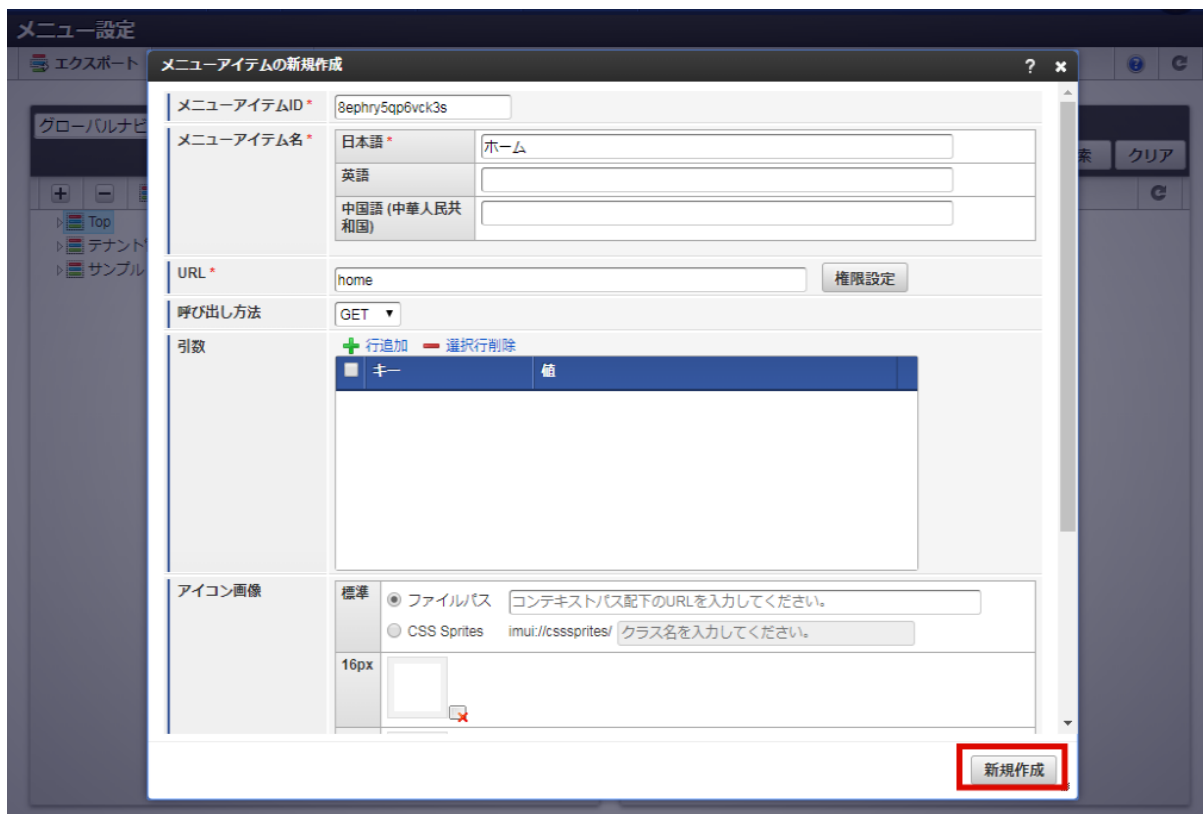 メニュー設定
エクスポート
メニューアイテムの新規作成 ?
メニューアイテムID *
8ephry5qp6vck3s
グローバルナビ
メニューアイテム名 *
日本語 *
ホーム
索 クリア
英語
中国語 (中華人民共
和国)
Top
テナント
サンプル
URL *
home
権限設定
呼び出し方法
GET
引数
行追加 選択行削除
キー 値
アイコン画像
標準
ファイルパス コンテキストパス配下のURLを入力してください。
CSS Sprites imui://csssprites/ クラス名を入力してください。
16px
新規作成